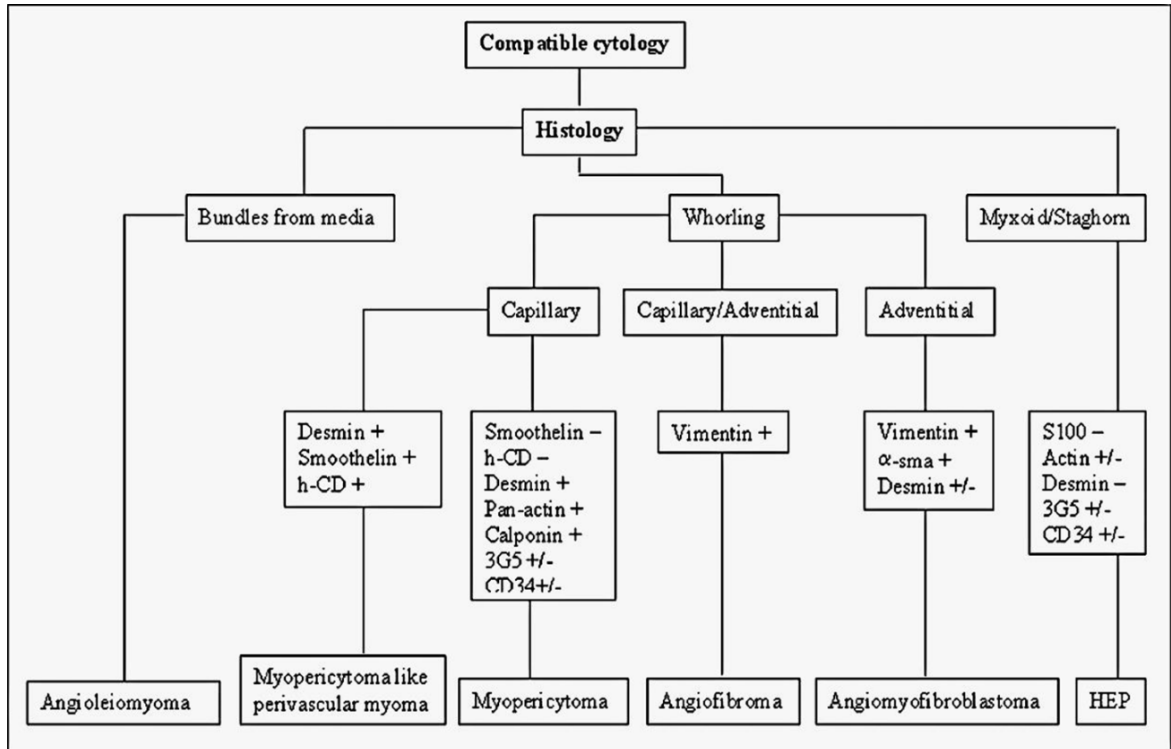 Compatible cytology
Histology
Bundles from media
Whorling
Myxoid/Staghorn
Capillary
Capillary/Adventitial
Adventitial
Desmin +
Smoothelin +
h-CD +
Smoothelin –
h-CD –
Desmin +
Pan-actin +
Calponin +
3G5 +/-
CD34+/-
Vimentin +
Vimentin +
α-sma +
Desmin +/-
S100 –
Actin +/-
Desmin –
3G5 +/-
CD34 +/-
Angioleiomyoma
Myopericytoma like
perivascular myoma
Myopericytoma
Angiofibroma
Angiomyofibroblastoma
HEP